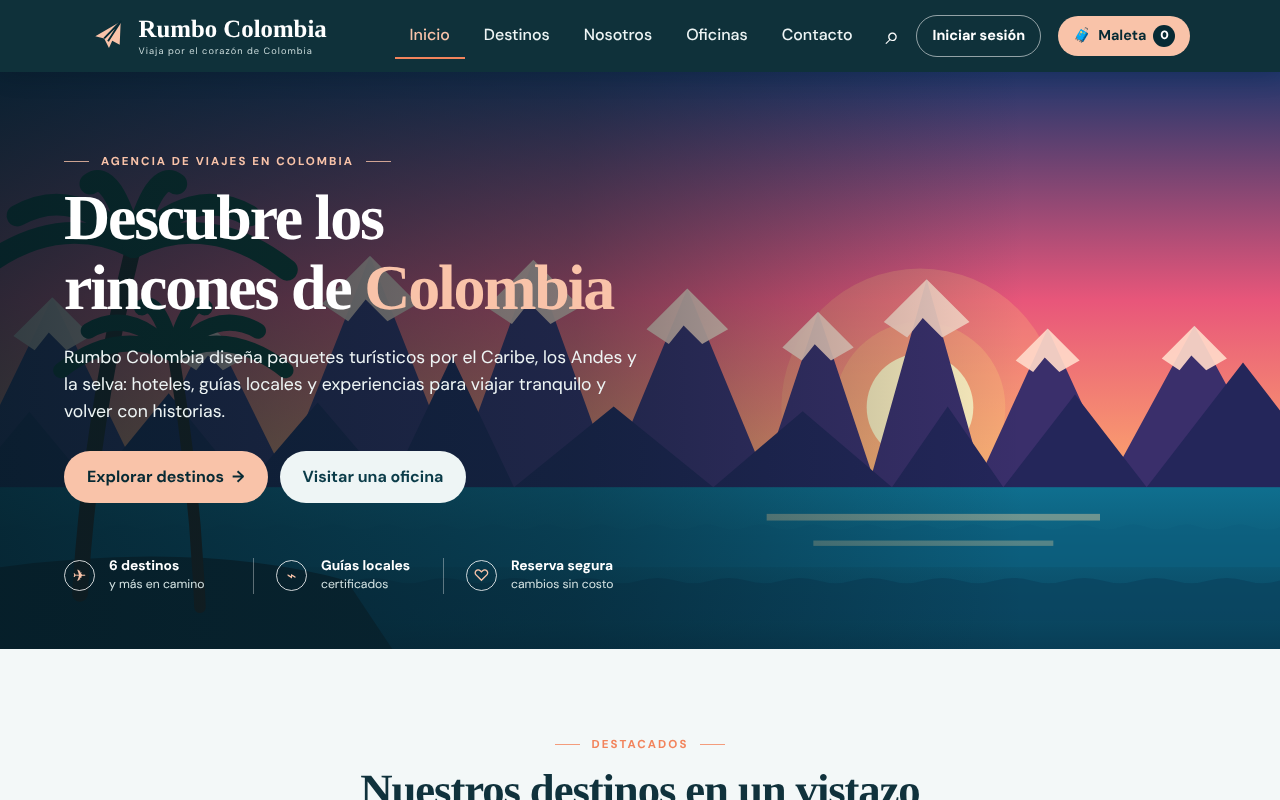 Rumbo Colombia
Viaja por el corazón de Colombia
Inicio
Destinos
Nosotros
Oficinas
Contacto
Iniciar sesión
Maleta 0
AGENCIA DE VIAJES EN COLOMBIA
Descubre los
rincones de Colombia
Rumbo Colombia diseña paquetes turísticos por el Caribe, los Andes y
la selva: hoteles, guías locales y experiencias para viajar tranquilo y
volver con historias.
Explorar destinos →
Visitar una oficina
6 destinos
y más en camino
Guías locales
certificados
Reserva segura
cambios sin costo
DESTACADOS
Nuestros destinos en un vistazo